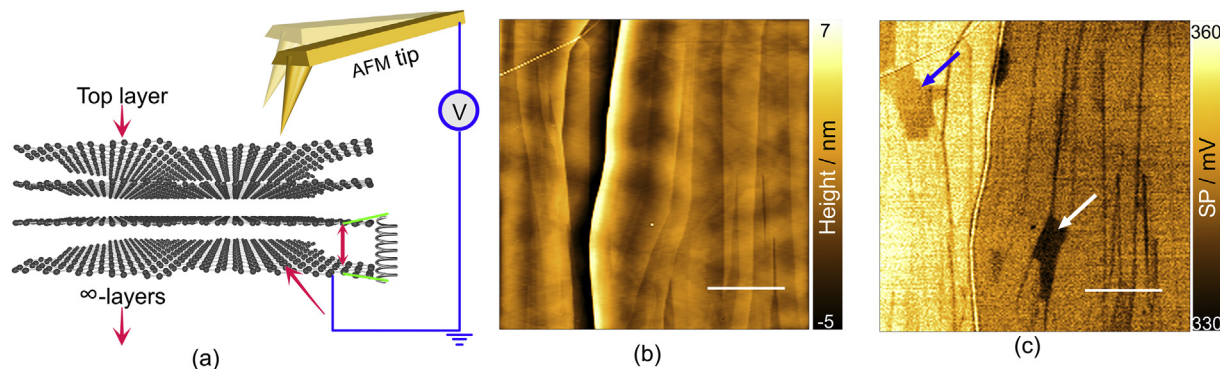 AFM tip
Top layer
V
∞-layers
(a)
7
Height / nm
-5
(b)
360
SP / mV
330
(c)